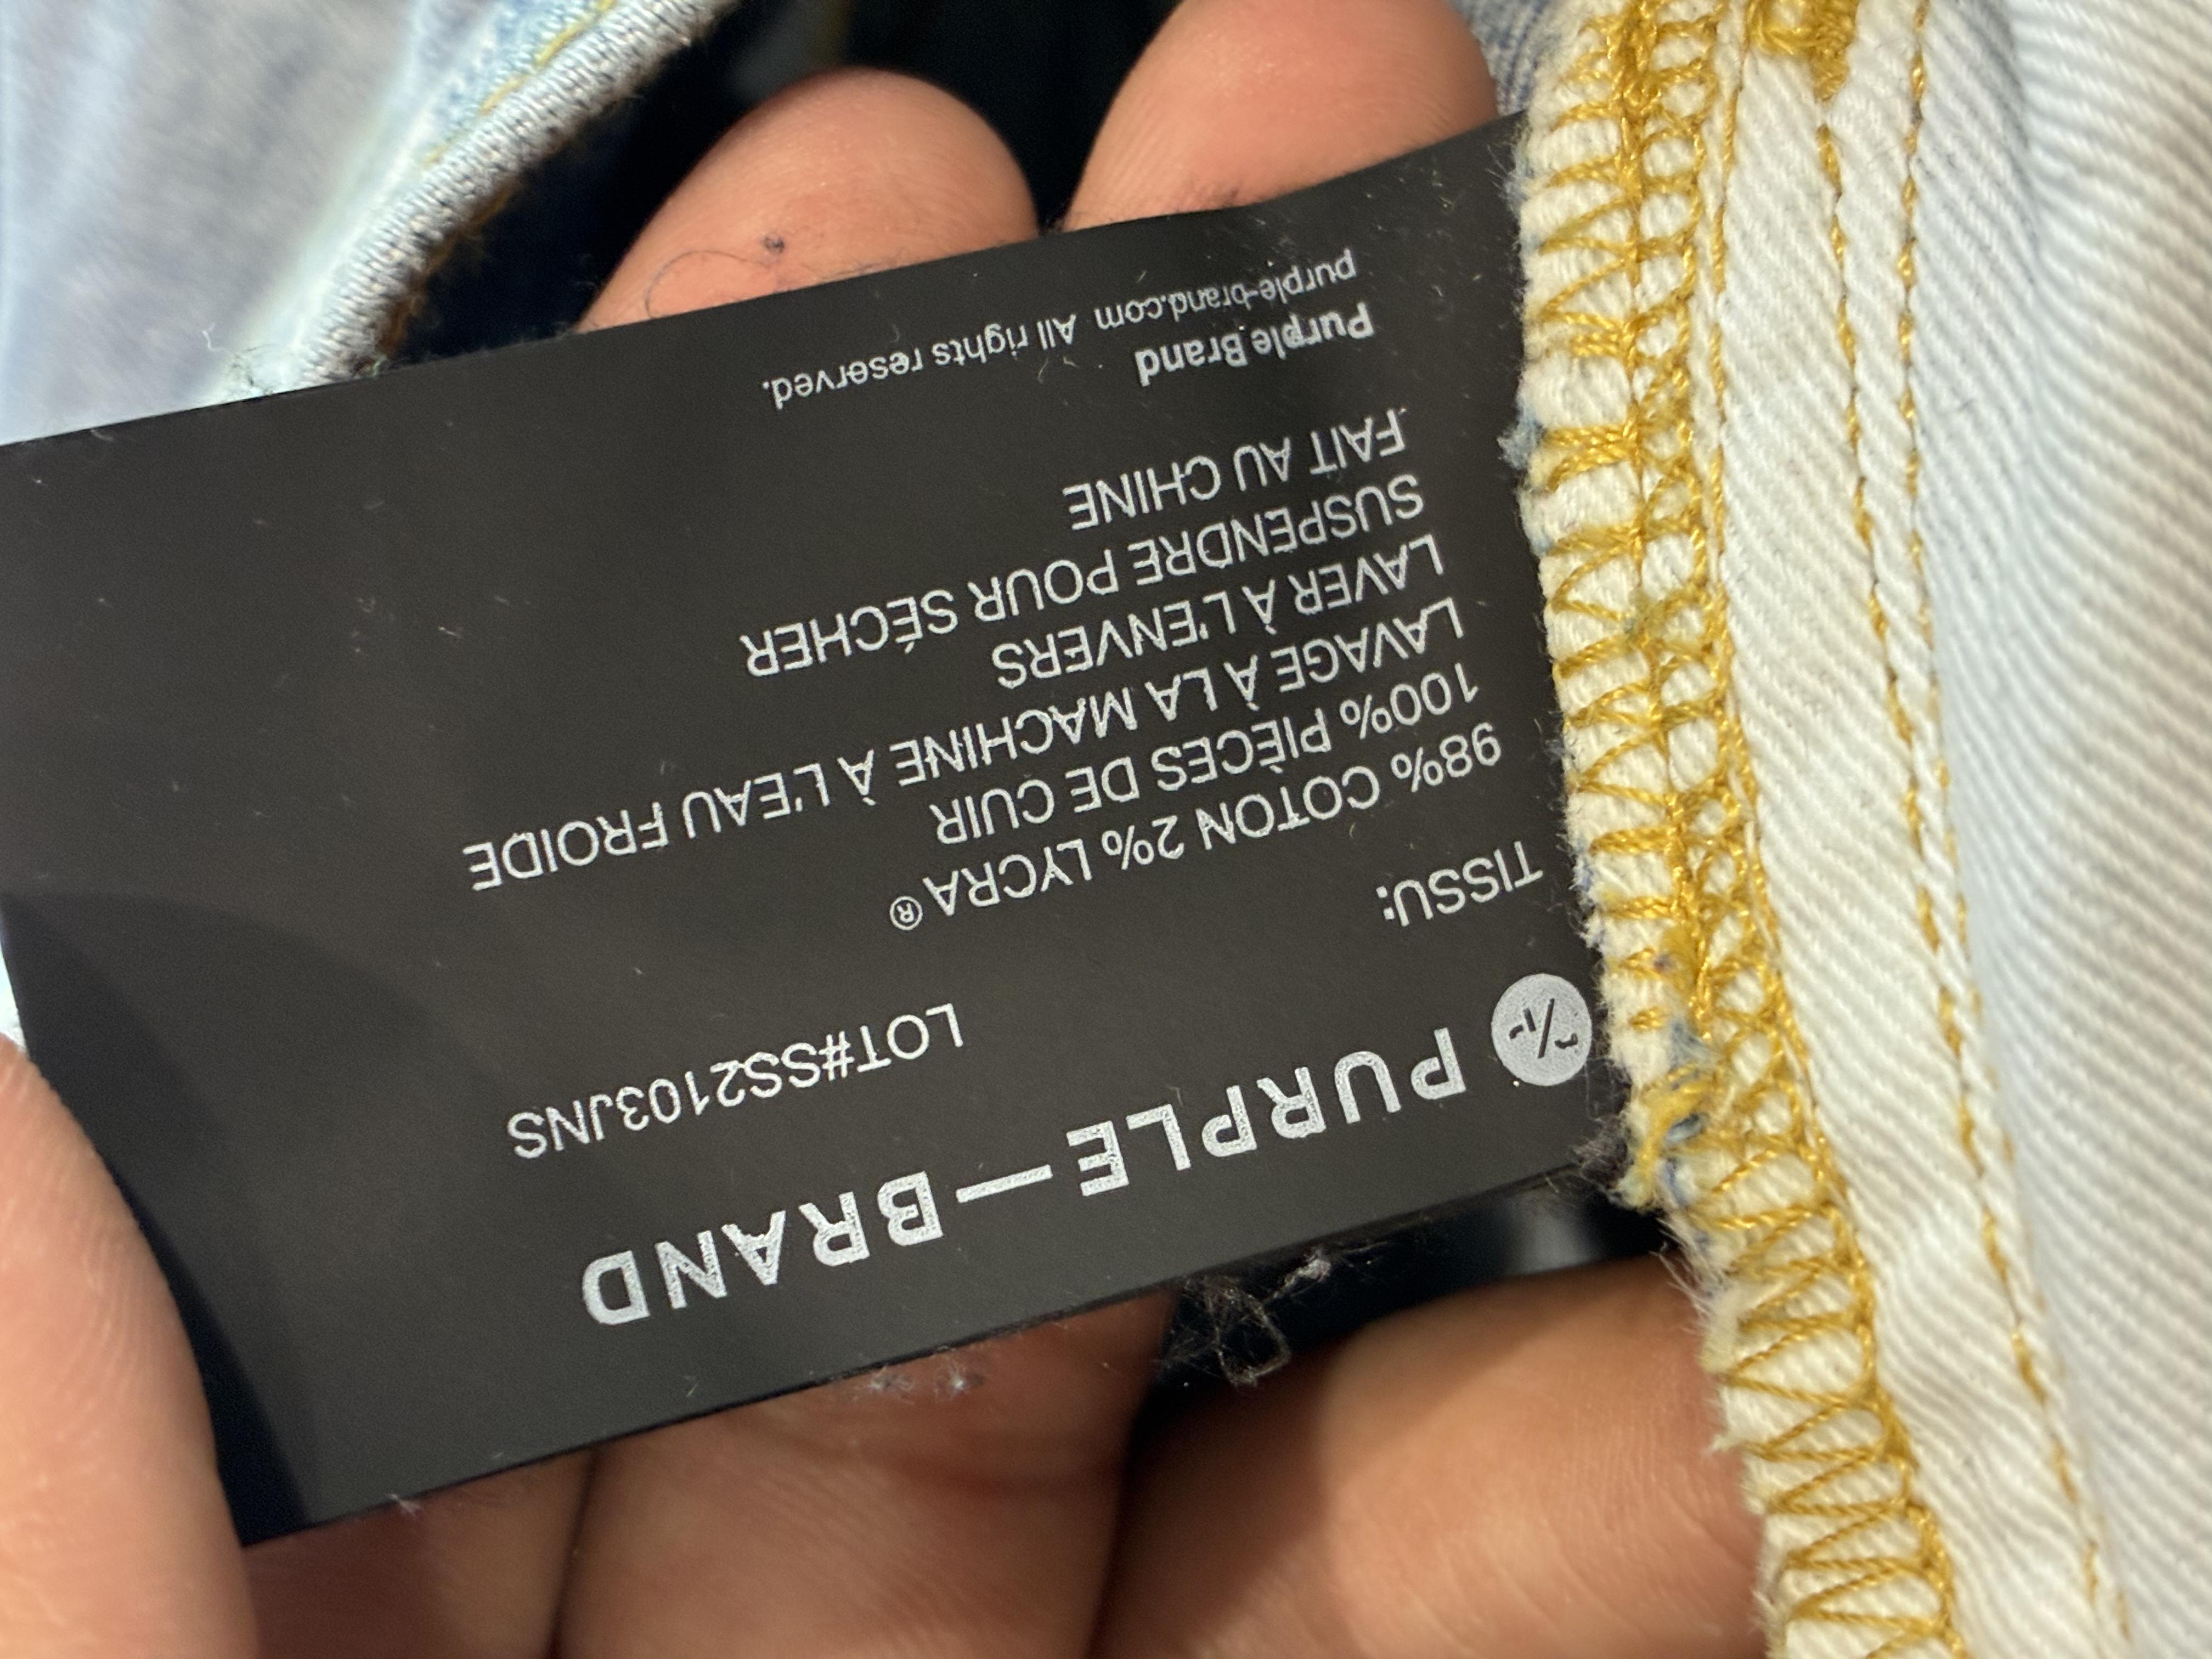 PURPLE—BRAND
LOT#SS2103JNS
TISSU:
98% COTON 2% LYCRA®
100% PIÈCES DE CUIR
LAVAGE À LA MACHINE À L'EAU FROIDE
LAVER À L'ENVERS
SUSPENDRE POUR SÉCHER
FAIT AU CHINE
Purple Brand
purple-brand.com All rights reserved.